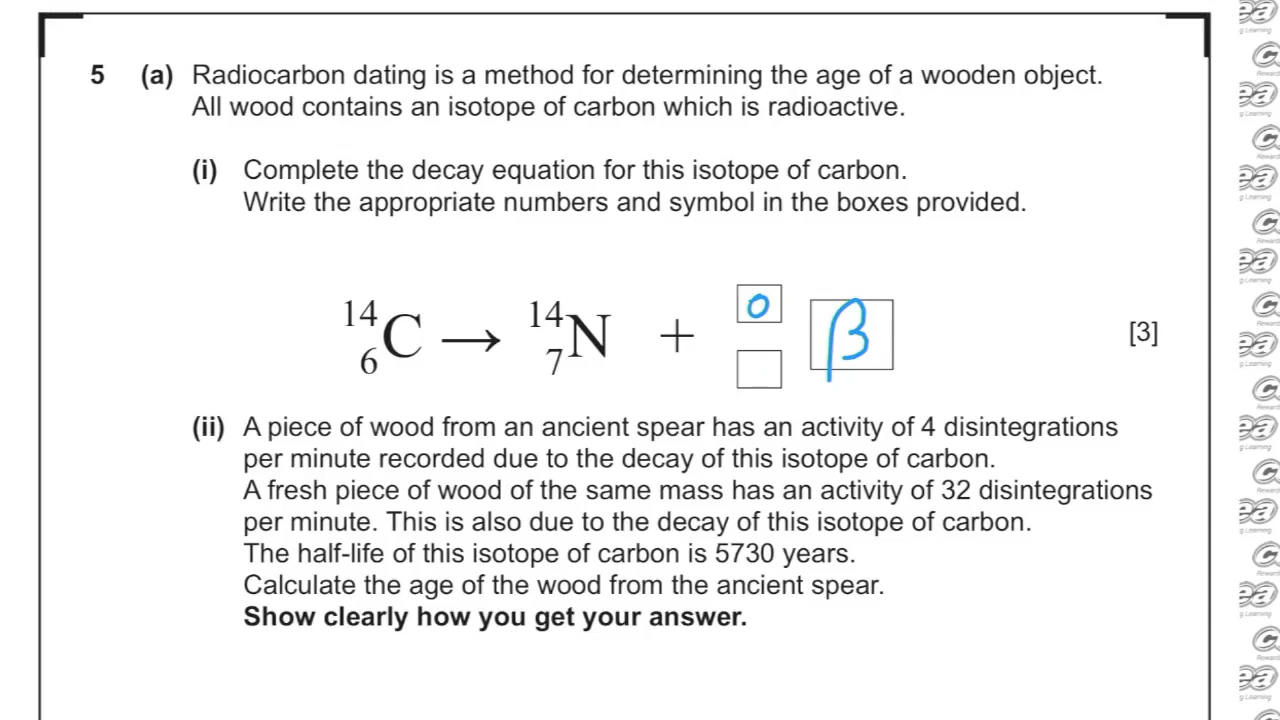 5 (a) Radiocarbon dating is a method for determining the age of a wooden object.
All wood contains an isotope of carbon which is radioactive.
(i) Complete the decay equation for this isotope of carbon.
Write the appropriate numbers and symbol in the boxes provided.
¹⁴₆C → ¹⁴₇N + ⁰ β [3]
(ii) A piece of wood from an ancient spear has an activity of 4 disintegrations
per minute recorded due to the decay of this isotope of carbon.
A fresh piece of wood of the same mass has an activity of 32 disintegrations
per minute. This is also due to the decay of this isotope of carbon.
The half-life of this isotope of carbon is 5730 years.
Calculate the age of the wood from the ancient spear.
Show clearly how you get your answer.